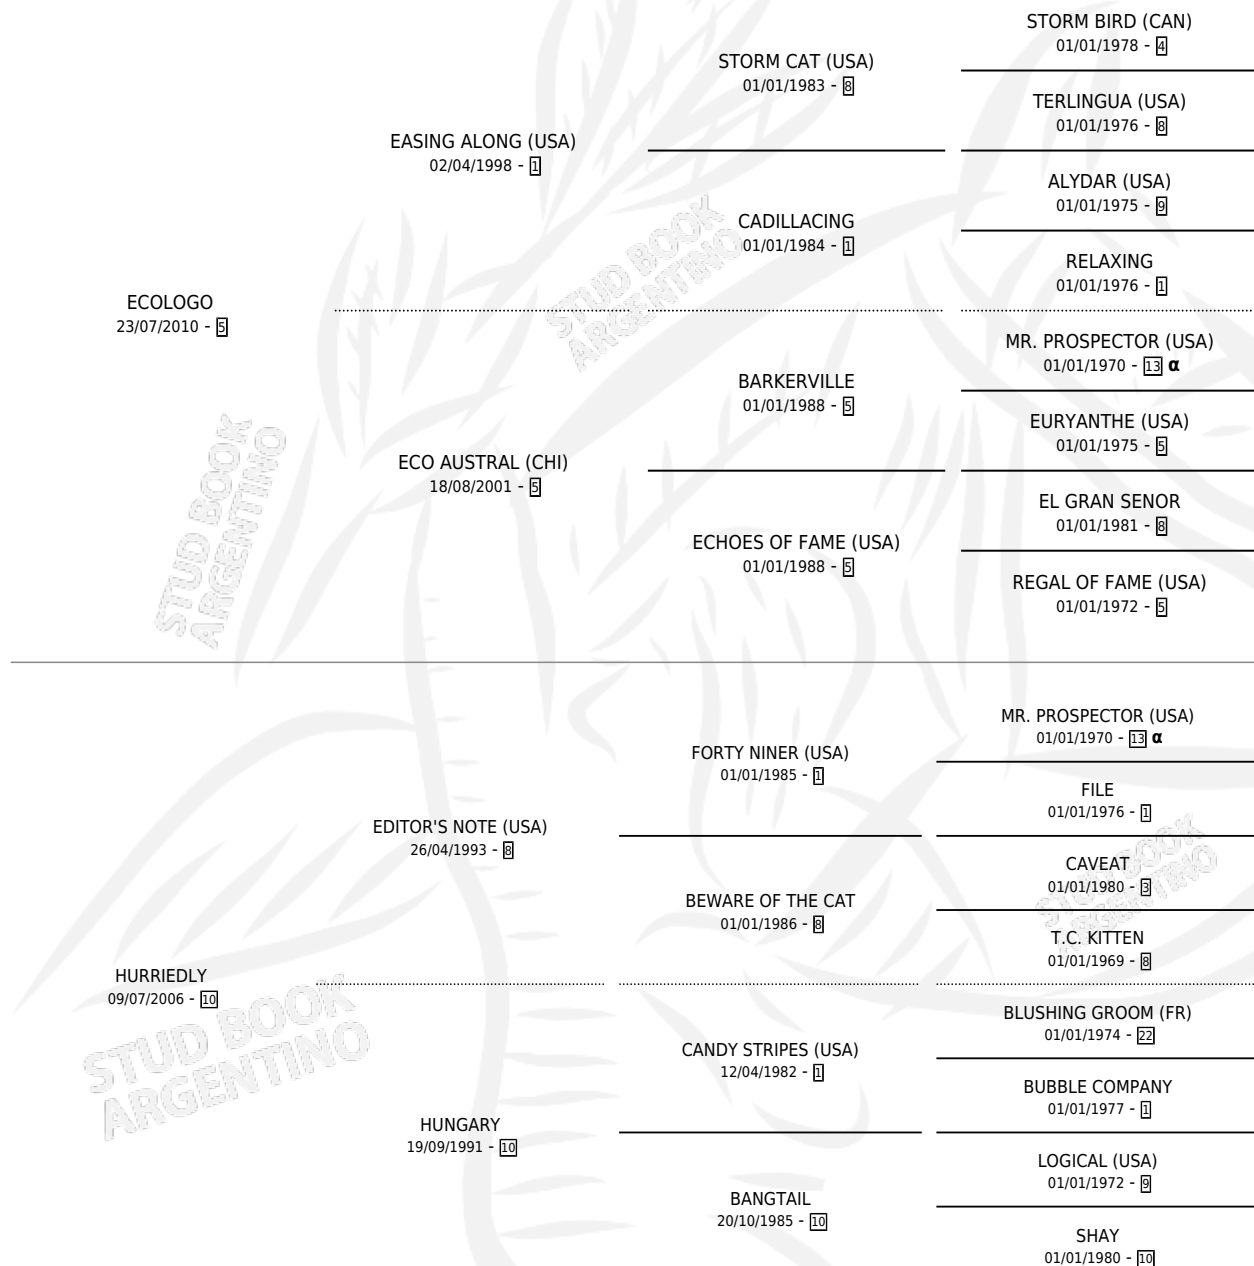 STORM BIRD (CAN)
01/01/1978 - 4
STORM CAT (USA)
01/01/1983 - 8
TERLINGUA (USA)
01/01/1976 - 8
EASING ALONG (USA)
02/04/1998 - 1
ALYDAR (USA)
01/01/1975 - 9
CADILLACING
01/01/1984 - 1
RELAXING
01/01/1976 - 1
ECOLOGO
23/07/2010 - 5
MR. PROSPECTOR (USA)
01/01/1970 - 13 α
BARKERVILLE
01/01/1988 - 5
EURYANTHE (USA)
01/01/1975 - 5
ECO AUSTRAL (CHI)
18/08/2001 - 5
EL GRAN SENOR
01/01/1981 - 8
ECHOES OF FAME (USA)
01/01/1988 - 5
REGAL OF FAME (USA)
01/01/1972 - 5
STUD BOOK
ARGENTINO
STUD BOOK
ARGENTINO
MR. PROSPECTOR (USA)
01/01/1970 - 13 α
FORTY NINER (USA)
01/01/1985 - 1
FILE
01/01/1976 - 1
EDITOR'S NOTE (USA)
26/04/1993 - 8
CAVEAT
01/01/1980 - 3
BEWARE OF THE CAT
01/01/1986 - 8
T.C. KITTEN
01/01/1969 - 8
HURRIEDLY
09/07/2006 - 10
BLUSHING GROOM (FR)
01/01/1974 - 22
CANDY STRIPES (USA)
12/04/1982 - 1
BUBBLE COMPANY
01/01/1977 - 1
HUNGARY
19/09/1991 - 10
LOGICAL (USA)
01/01/1972 - 9
BANGTAIL
20/10/1985 - 10
SHAY
01/01/1980 - 10
STUD BOOK
ARGENTINO
STUD BOOK
ARGENTINO